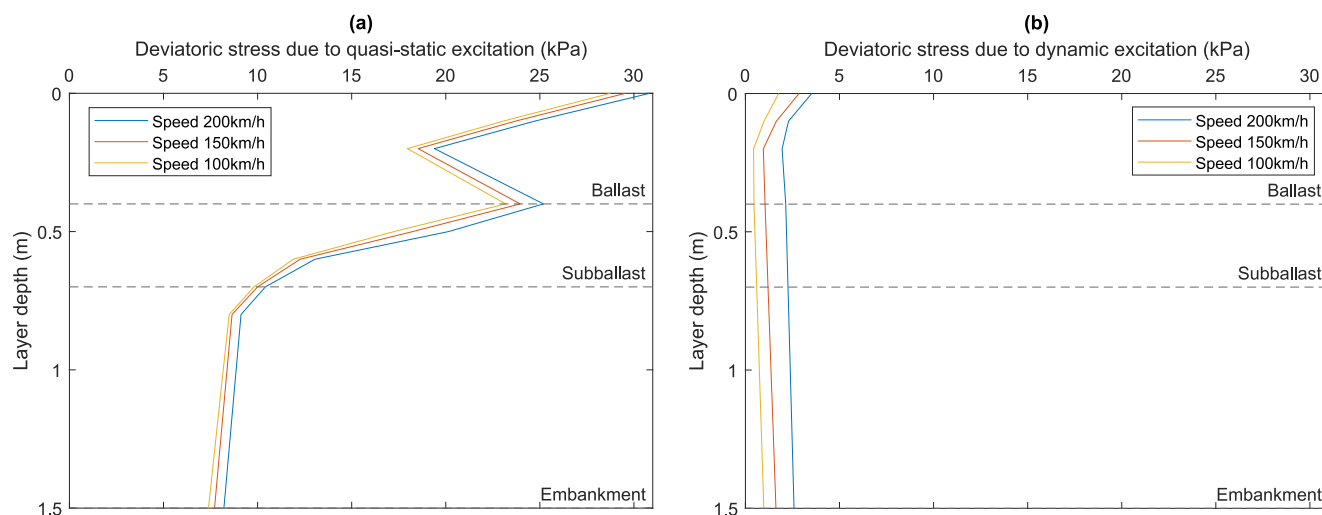 (a)
Deviatoric stress due to quasi-static excitation (kPa)
0 5 10 15 20 25 30
0
Speed 200km/h
Speed 150km/h
Speed 100km/h
Ballast
0.5
Subballast
Layer depth (m)
1
Embankment
1.5
(b)
Deviatoric stress due to dynamic excitation (kPa)
0 5 10 15 20 25 30
0
Speed 200km/h
Speed 150km/h
Speed 100km/h
Ballast
0.5
Subballast
Layer depth (m)
1
Embankment
1.5